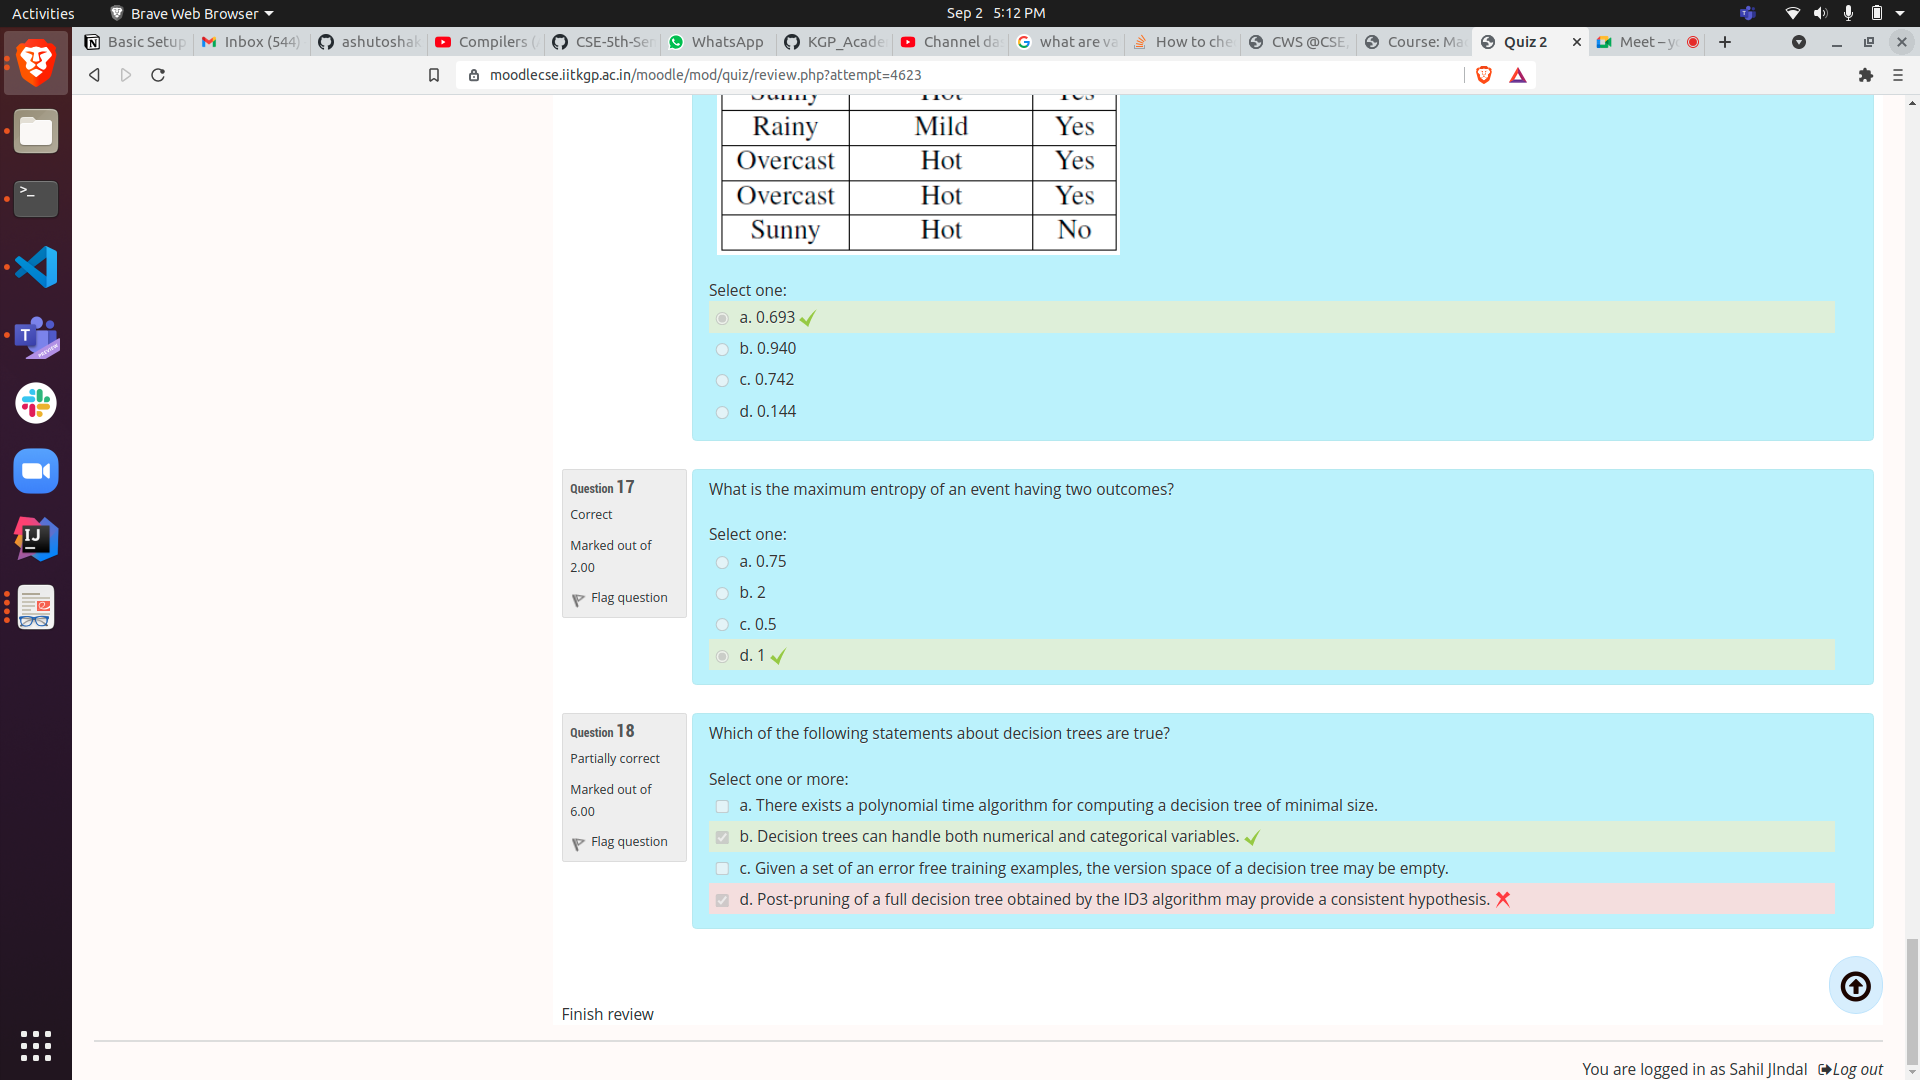 Activities
Brave Web Browser
Sep 2 5:12 PM
Basic Setup
Inbox (544)
ashutoshak
Compilers (
CSE-5th-Sem
WhatsApp
KGP_Acade
Channel da
what are va
How to che
CWS @CSE,
Course: Ma
Quiz 2
Meet – yo
moodlecse.iitkgp.ac.in/moodle/mod/quiz/review.php?attempt=4623
Sunny Hot Yes
Rainy Mild Yes
Overcast Hot Yes
Overcast Hot Yes
Sunny Hot No
Select one:
a. 0.693
b. 0.940
c. 0.742
d. 0.144
Question 17
Correct
Marked out of
2.00
Flag question
What is the maximum entropy of an event having two outcomes?
Select one:
a. 0.75
b. 2
c. 0.5
d. 1
Question 18
Partially correct
Marked out of
6.00
Flag question
Which of the following statements about decision trees are true?
Select one or more:
a. There exists a polynomial time algorithm for computing a decision tree of minimal size.
b. Decision trees can handle both numerical and categorical variables.
c. Given a set of an error free training examples, the version space of a decision tree may be empty.
d. Post-pruning of a full decision tree obtained by the ID3 algorithm may provide a consistent hypothesis.
Finish review
You are logged in as Sahil JIndal Log out